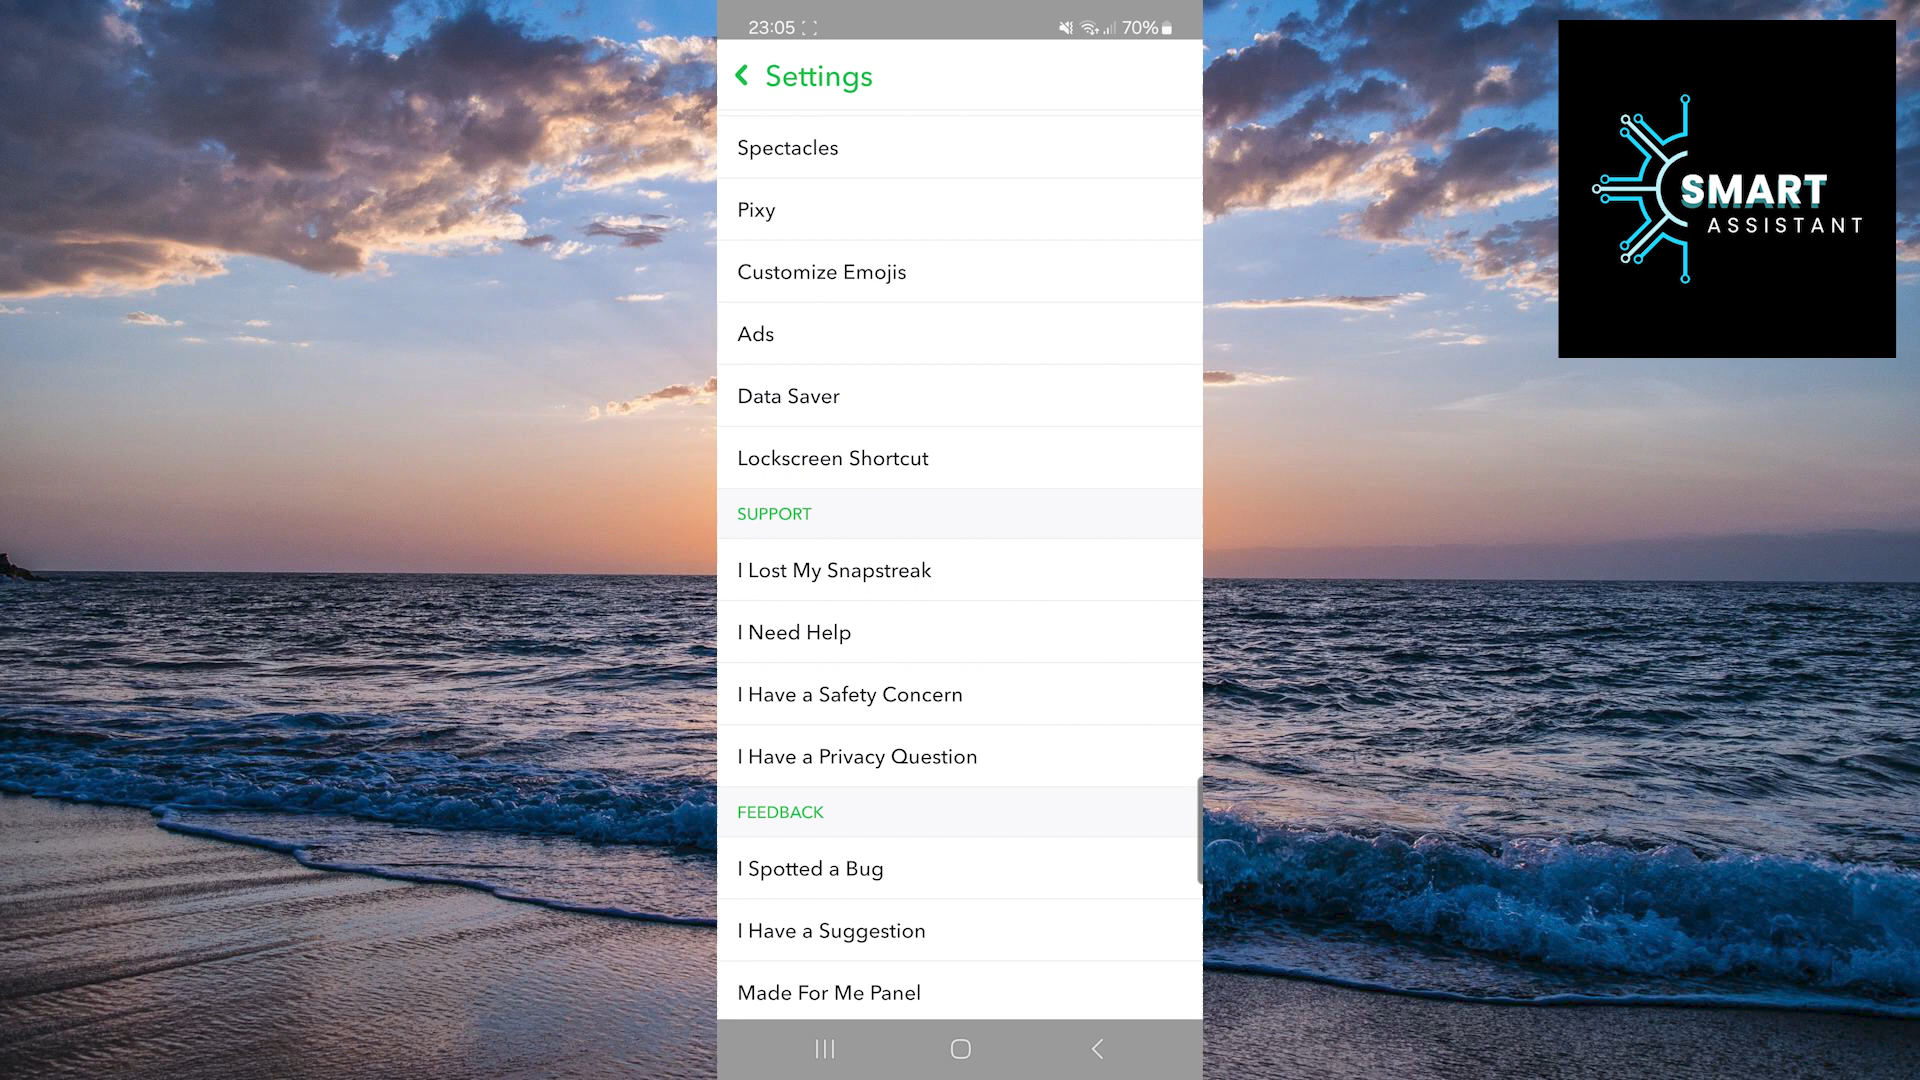 23:05
70%
Settings
SMART
ASSISTANT
Spectacles
Pixy
Customize Emojis
Ads
Data Saver
Lockscreen Shortcut
SUPPORT
I Lost My Snapstreak
I Need Help
I Have a Safety Concern
I Have a Privacy Question
FEEDBACK
I Spotted a Bug
I Have a Suggestion
Made For Me Panel